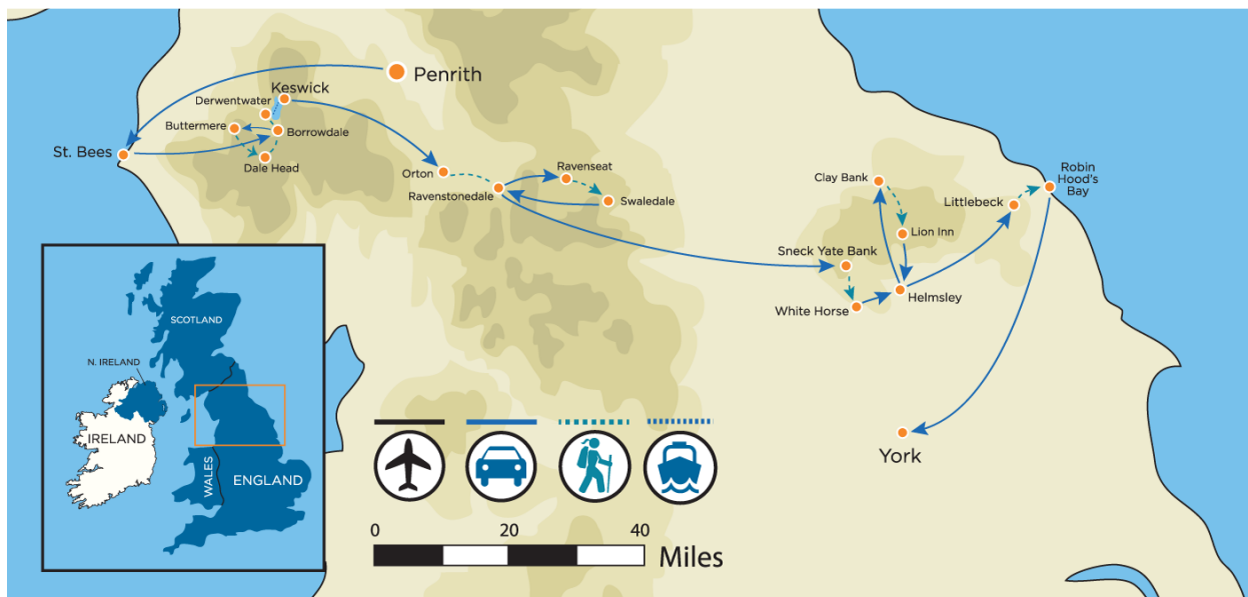 Penrith
Keswick
Derwentwater
Buttermere
Borrowdale
St. Bees
Dale Head
Orton
Ravenstonedale
Ravenseat
Swaledale
Clay Bank
Lion Inn
Littlebeck
Robin
Hood's
Bay
Sneck Yate Bank
White Horse
Helmsley
York
SCOTLAND
N. IRELAND
IRELAND
WALES
ENGLAND
0 20 40
Miles